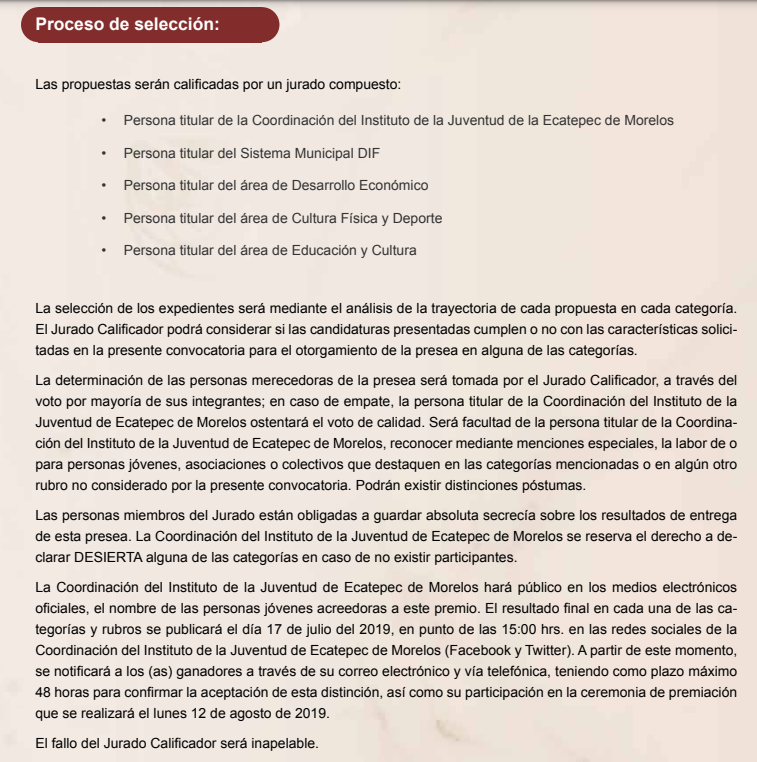 Proceso de selección:
Las propuestas serán calificadas por un jurado compuesto:
• Persona titular de la Coordinación del Instituto de la Juventud de la Ecatepec de Morelos
• Persona titular del Sistema Municipal DIF
• Persona titular del área de Desarrollo Económico
• Persona titular del área de Cultura Física y Deporte
• Persona titular del área de Educación y Cultura
La selección de los expedientes será mediante el análisis de la trayectoria de cada propuesta en cada categoría.
El Jurado Calificador podrá considerar si las candidaturas presentadas cumplen o no con las características solici-
tadas en la presente convocatoria para el otorgamiento de la presea en alguna de las categorías.
La determinación de las personas merecedoras de la presea será tomada por el Jurado Calificador, a través del
voto por mayoría de sus integrantes; en caso de empate, la persona titular de la Coordinación del Instituto de la
Juventud de Ecatepec de Morelos ostentará el voto de calidad. Será facultad de la persona titular de la Coordina-
ción del Instituto de la Juventud de Ecatepec de Morelos, reconocer mediante menciones especiales, la labor de o
para personas jóvenes, asociaciones o colectivos que destaquen en las categorías mencionadas o en algún otro
rubro no considerado por la presente convocatoria. Podrán existir distinciones póstumas.
Las personas miembros del Jurado están obligadas a guardar absoluta secrecía sobre los resultados de entrega
de esta presea. La Coordinación del Instituto de la Juventud de Ecatepec de Morelos se reserva el derecho a de-
clarar DESIERTA alguna de las categorías en caso de no existir participantes.
La Coordinación del Instituto de la Juventud de Ecatepec de Morelos hará público en los medios electrónicos
oficiales, el nombre de las personas jóvenes acreedoras a este premio. El resultado final en cada una de las ca-
tegorías y rubros se publicará el día 17 de julio del 2019, en punto de las 15:00 hrs. en las redes sociales de la
Coordinación del Instituto de la Juventud de Ecatepec de Morelos (Facebook y Twitter). A partir de este momento,
se notificará a los (as) ganadores a través de su correo electrónico y vía telefónica, teniendo como plazo máximo
48 horas para confirmar la aceptación de esta distinción, así como su participación en la ceremonia de premiación
que se realizará el lunes 12 de agosto de 2019.
El fallo del Jurado Calificador será inapelable.